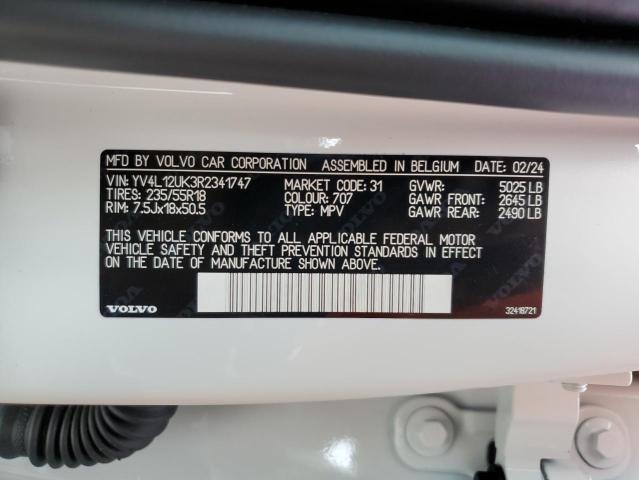 MFD BY VOLVO CAR CORPORATION ASSEMBLED IN BELGIUM DATE: 02/24
VIN: YV4L12UK3R2341747 MARKET CODE: 31 GVWR: 5025 LB
TIRES: 235/55R18 COLOUR: 707 GAWR FRONT: 2645 LB
RIM: 7.5Jx18x50.5 TYPE: MPV GAWR REAR: 2490 LB
THIS VEHICLE CONFORMS TO ALL APPLICABLE FEDERAL MOTOR
VEHICLE SAFETY AND THEFT PREVENTION STANDARDS IN EFFECT
ON THE DATE OF MANUFACTURE SHOWN ABOVE.
VOLVO 32418721